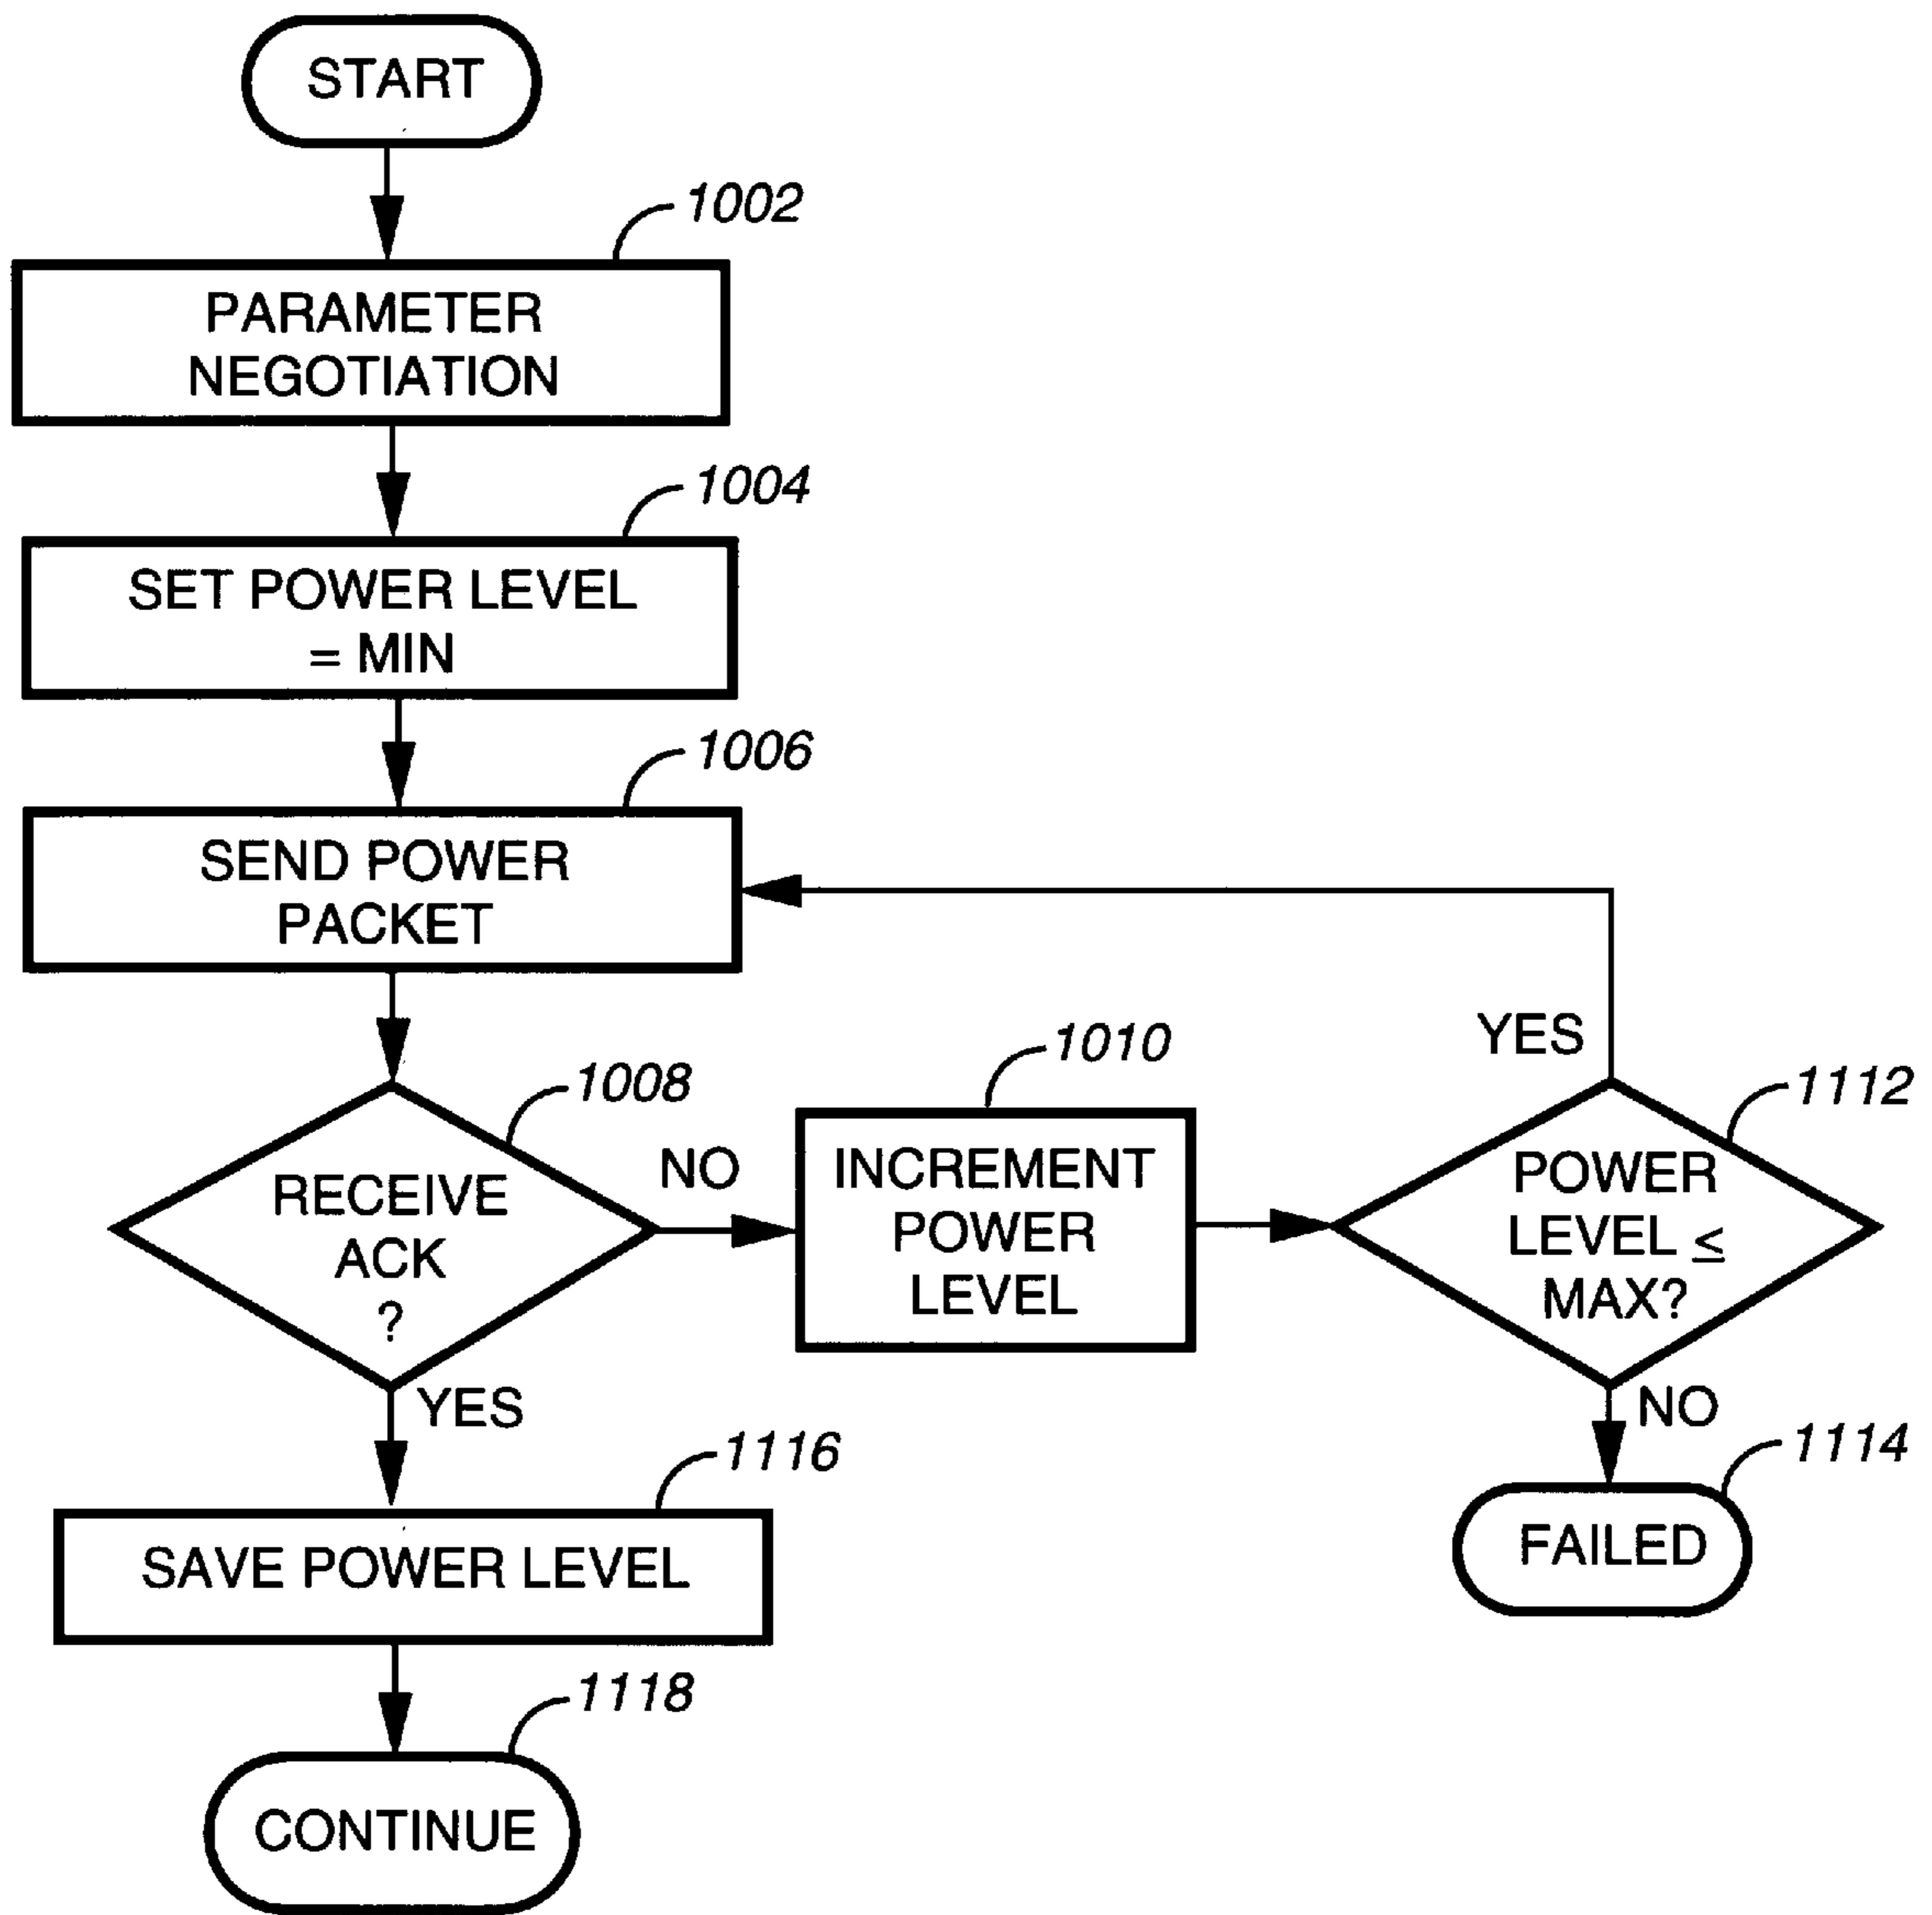 START
1002
PARAMETER
NEGOTIATION
1004
SET POWER LEVEL
= MIN
1006
SEND POWER
PACKET
1008
RECEIVE
ACK
?
NO
YES
1010
INCREMENT
POWER
LEVEL
YES
1112
POWER
LEVEL ≤
MAX?
NO
1114
FAILED
1116
SAVE POWER LEVEL
1118
CONTINUE